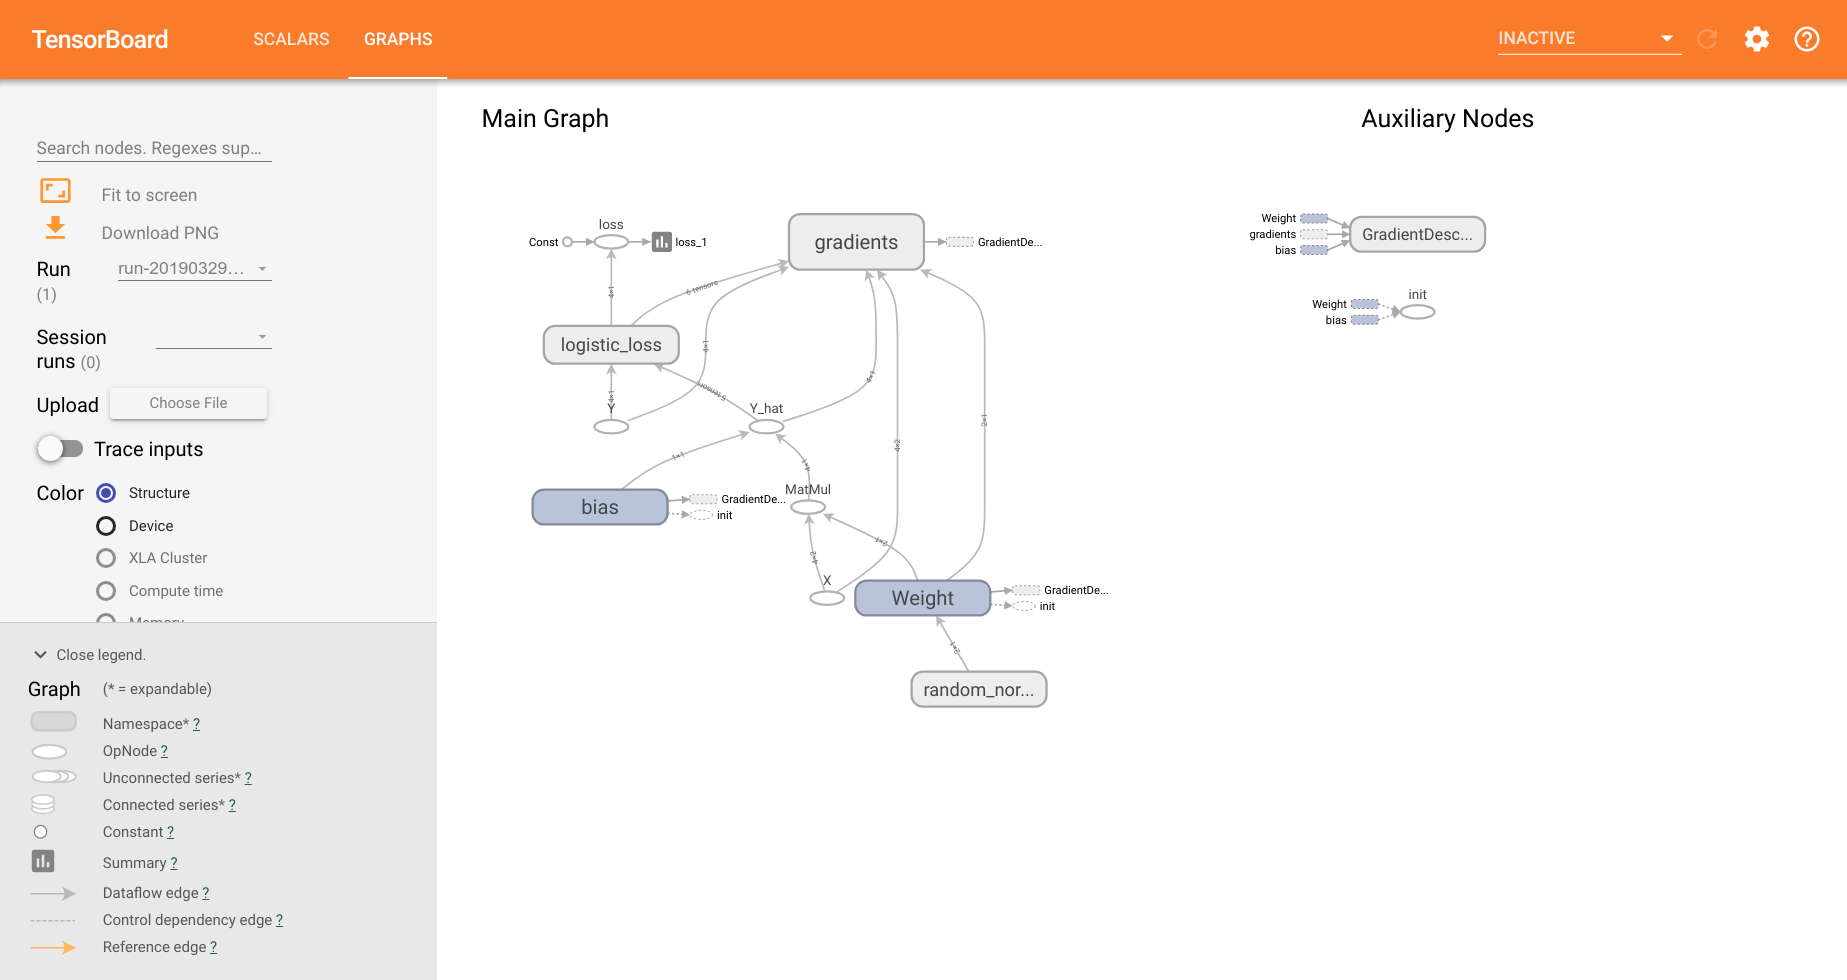 TensorBoard
SCALARS
GRAPHS
INACTIVE
Search nodes. Regexes sup...
Fit to screen
Download PNG
Run
(1)
run-20190329...
Session
runs (0)
Upload
Choose File
Trace inputs
Color
Structure
Device
XLA Cluster
Compute time
Memory
Close legend.
Graph
(* = expandable)
Namespace* ?
OpNode ?
Unconnected series* ?
Connected series* ?
Constant ?
Summary ?
Dataflow edge ?
Control dependency edge ?
Reference edge ?
Main Graph
loss
Const
loss_1
gradients
GradientDe...
6 tensors
4×1
logistic_loss
4×1
4×1
4×1
5 tensors
Y
Y_hat
2×1
4×2
1×1
4×1
bias
GradientDe...
init
MatMul
2×1
4×2
X
Weight
GradientDe...
init
2×1
random_nor...
Auxiliary Nodes
Weight
gradients
bias
GradientDesc...
init
Weight
bias